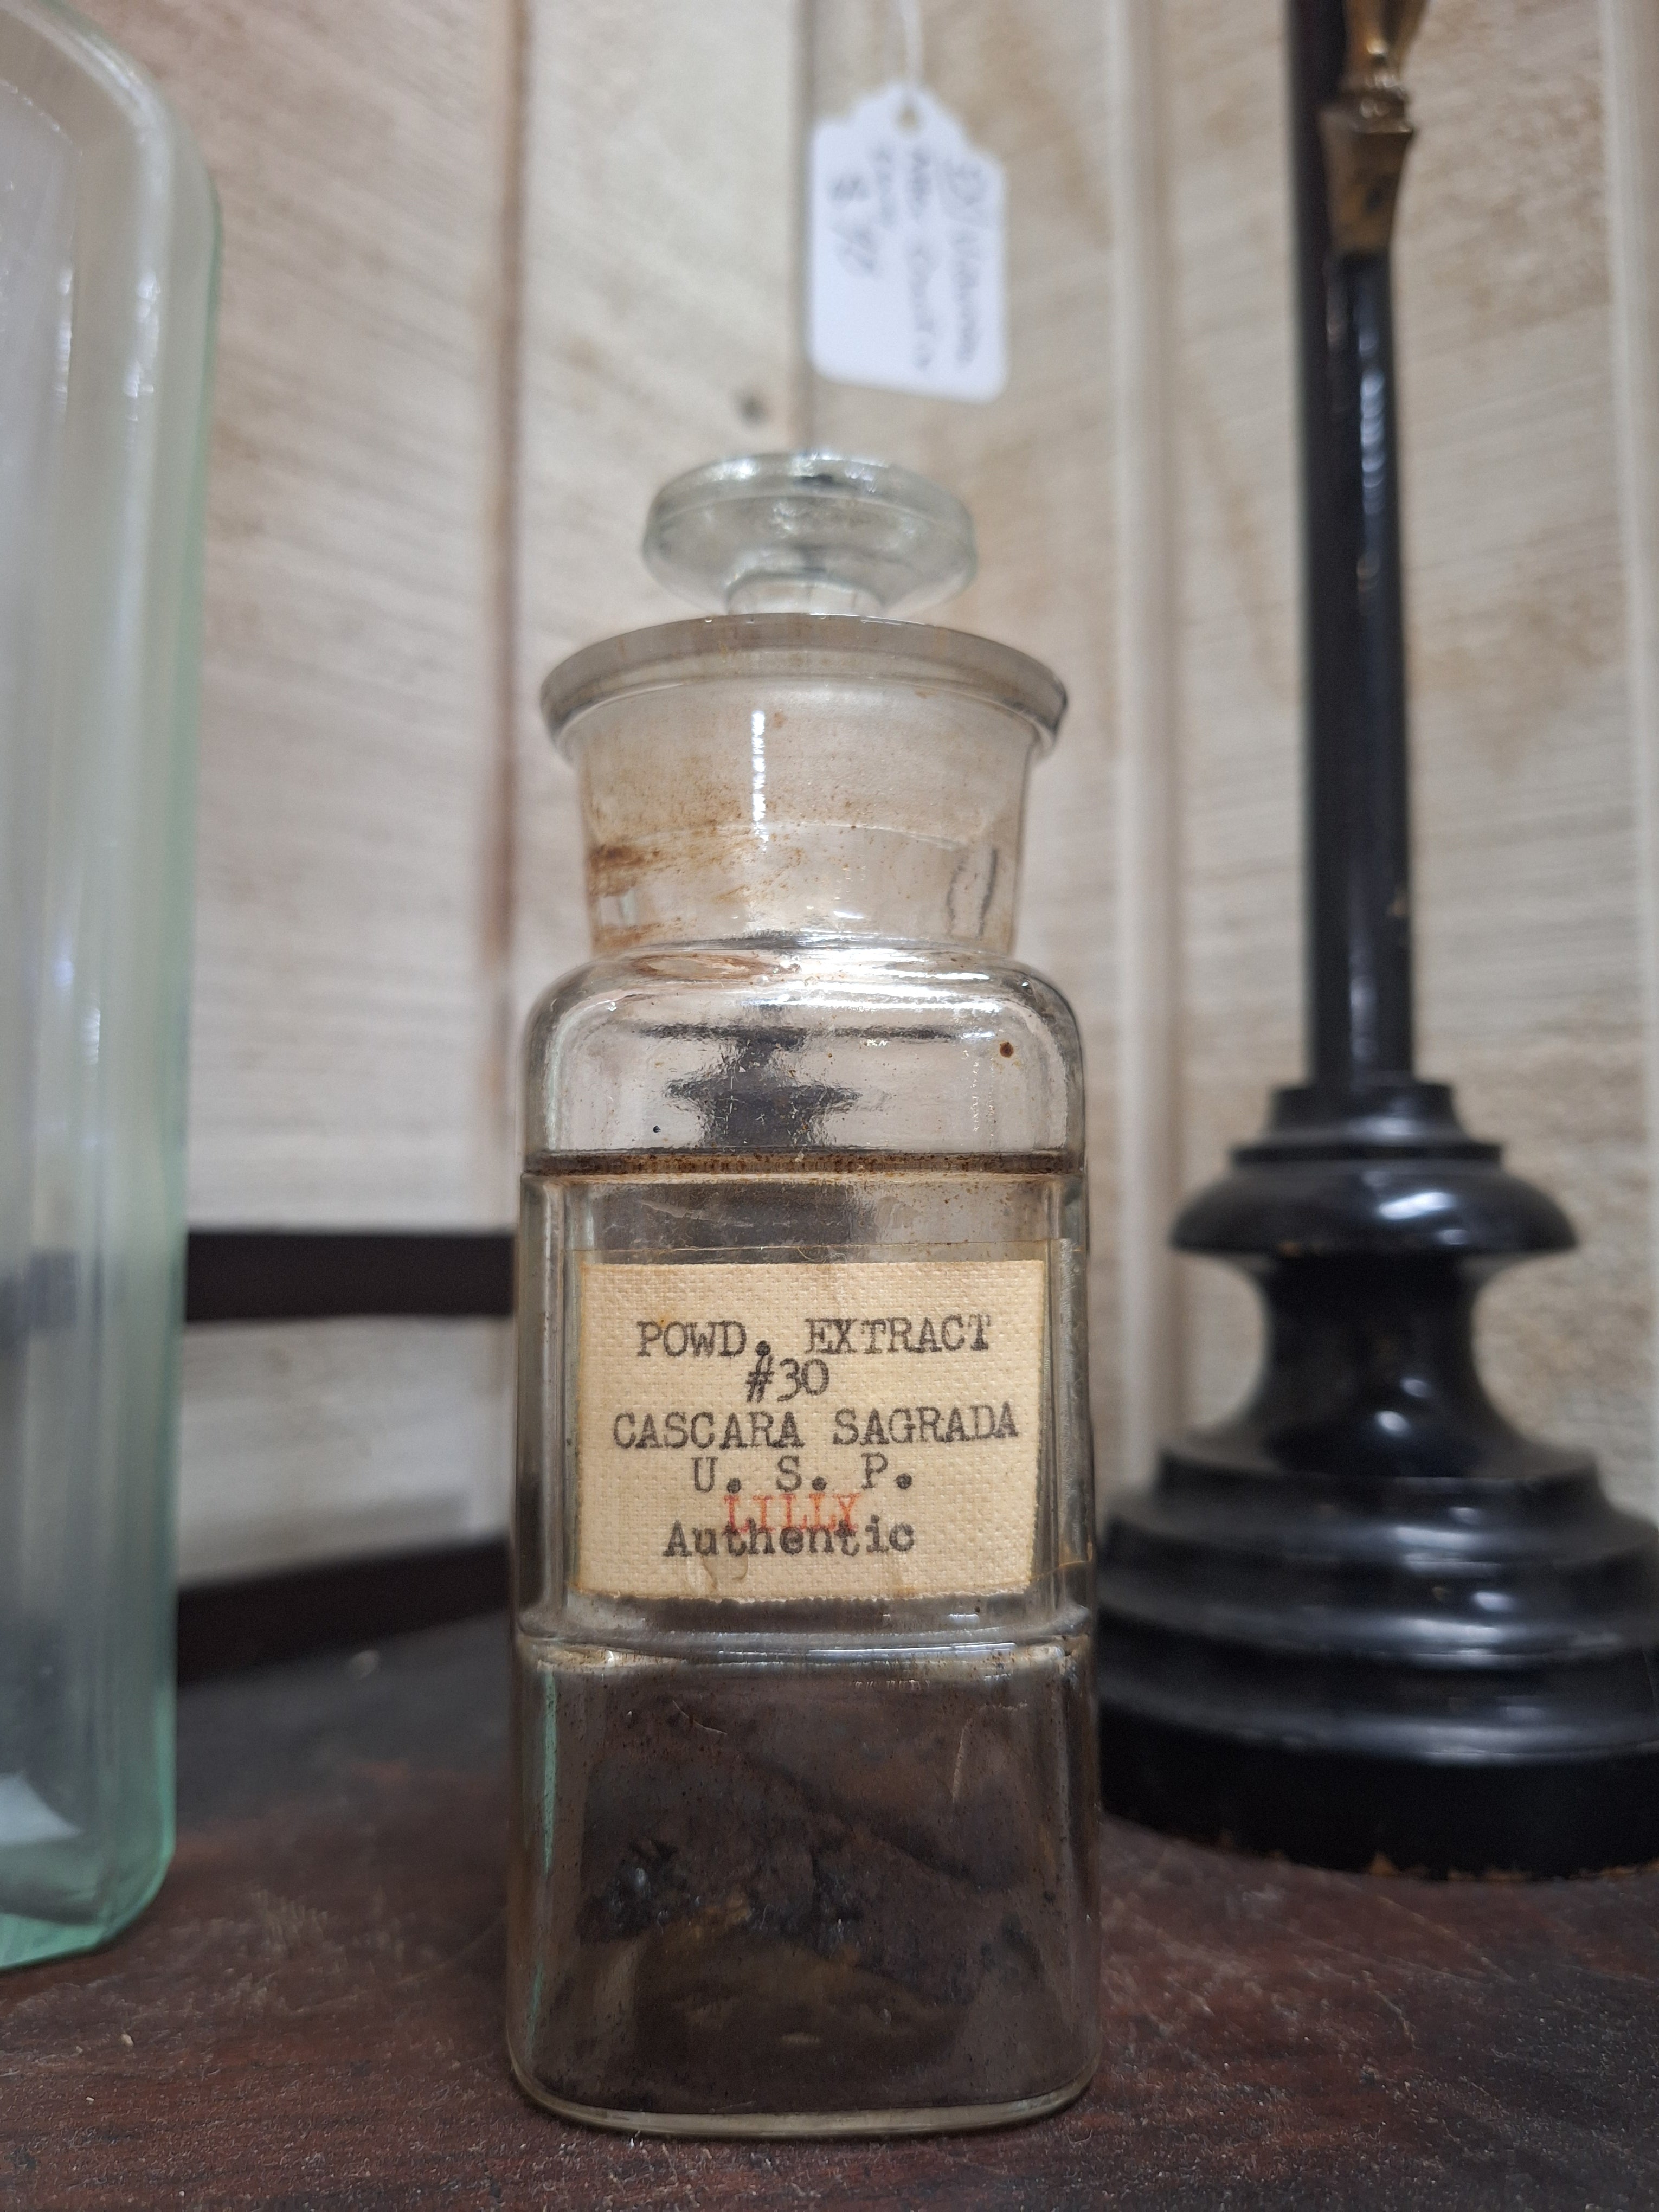 POWD. EXTRACT
#30
CASCARA SAGRADA
U. S. P.
LILLY
Authentic